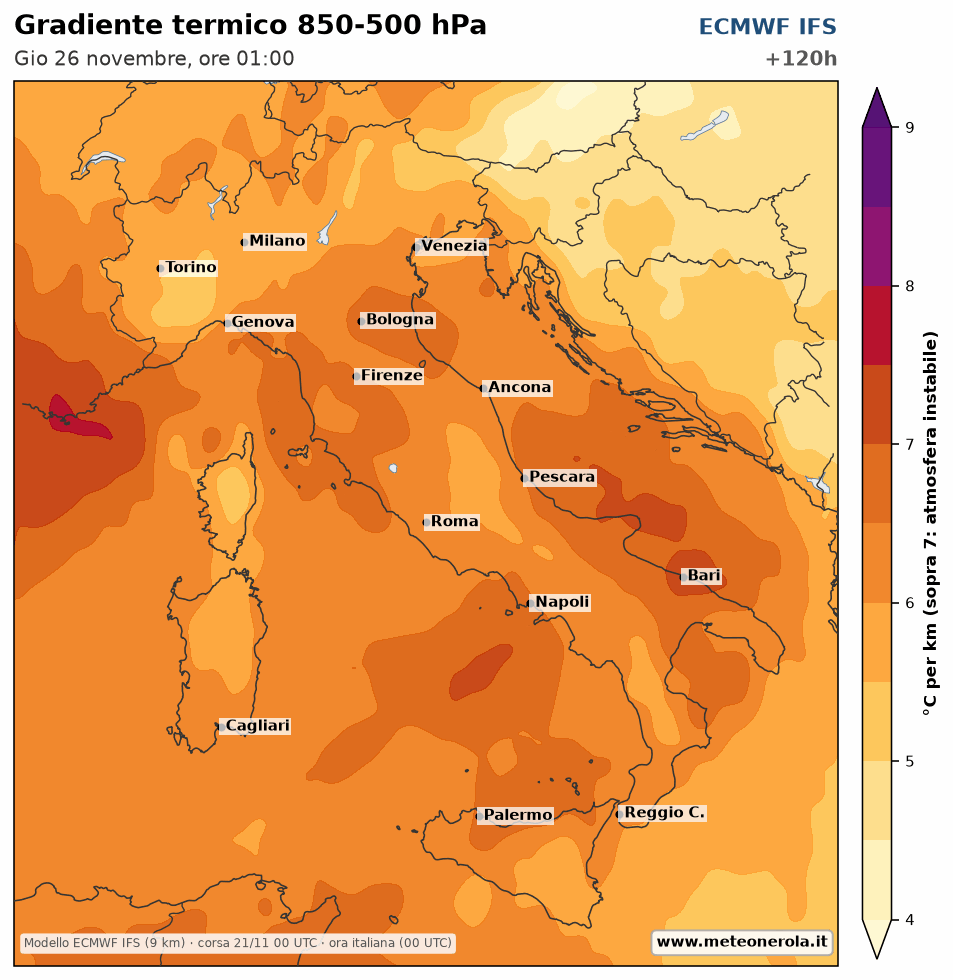 Gradiente termico 850-500 hPa
ECMWF IFS
Gio 26 novembre, ore 01:00
+120h
9
8
7
6
5
4
°C per km (sopra 7: atmosfera instabile)
Milano
Venezia
Torino
Genova
Bologna
Firenze
Ancona
Pescara
Roma
Bari
Napoli
Cagliari
Palermo
Reggio C.
Modello ECMWF IFS (9 km) · corsa 21/11 00 UTC · ora italiana (00 UTC)
www.meteonerola.it